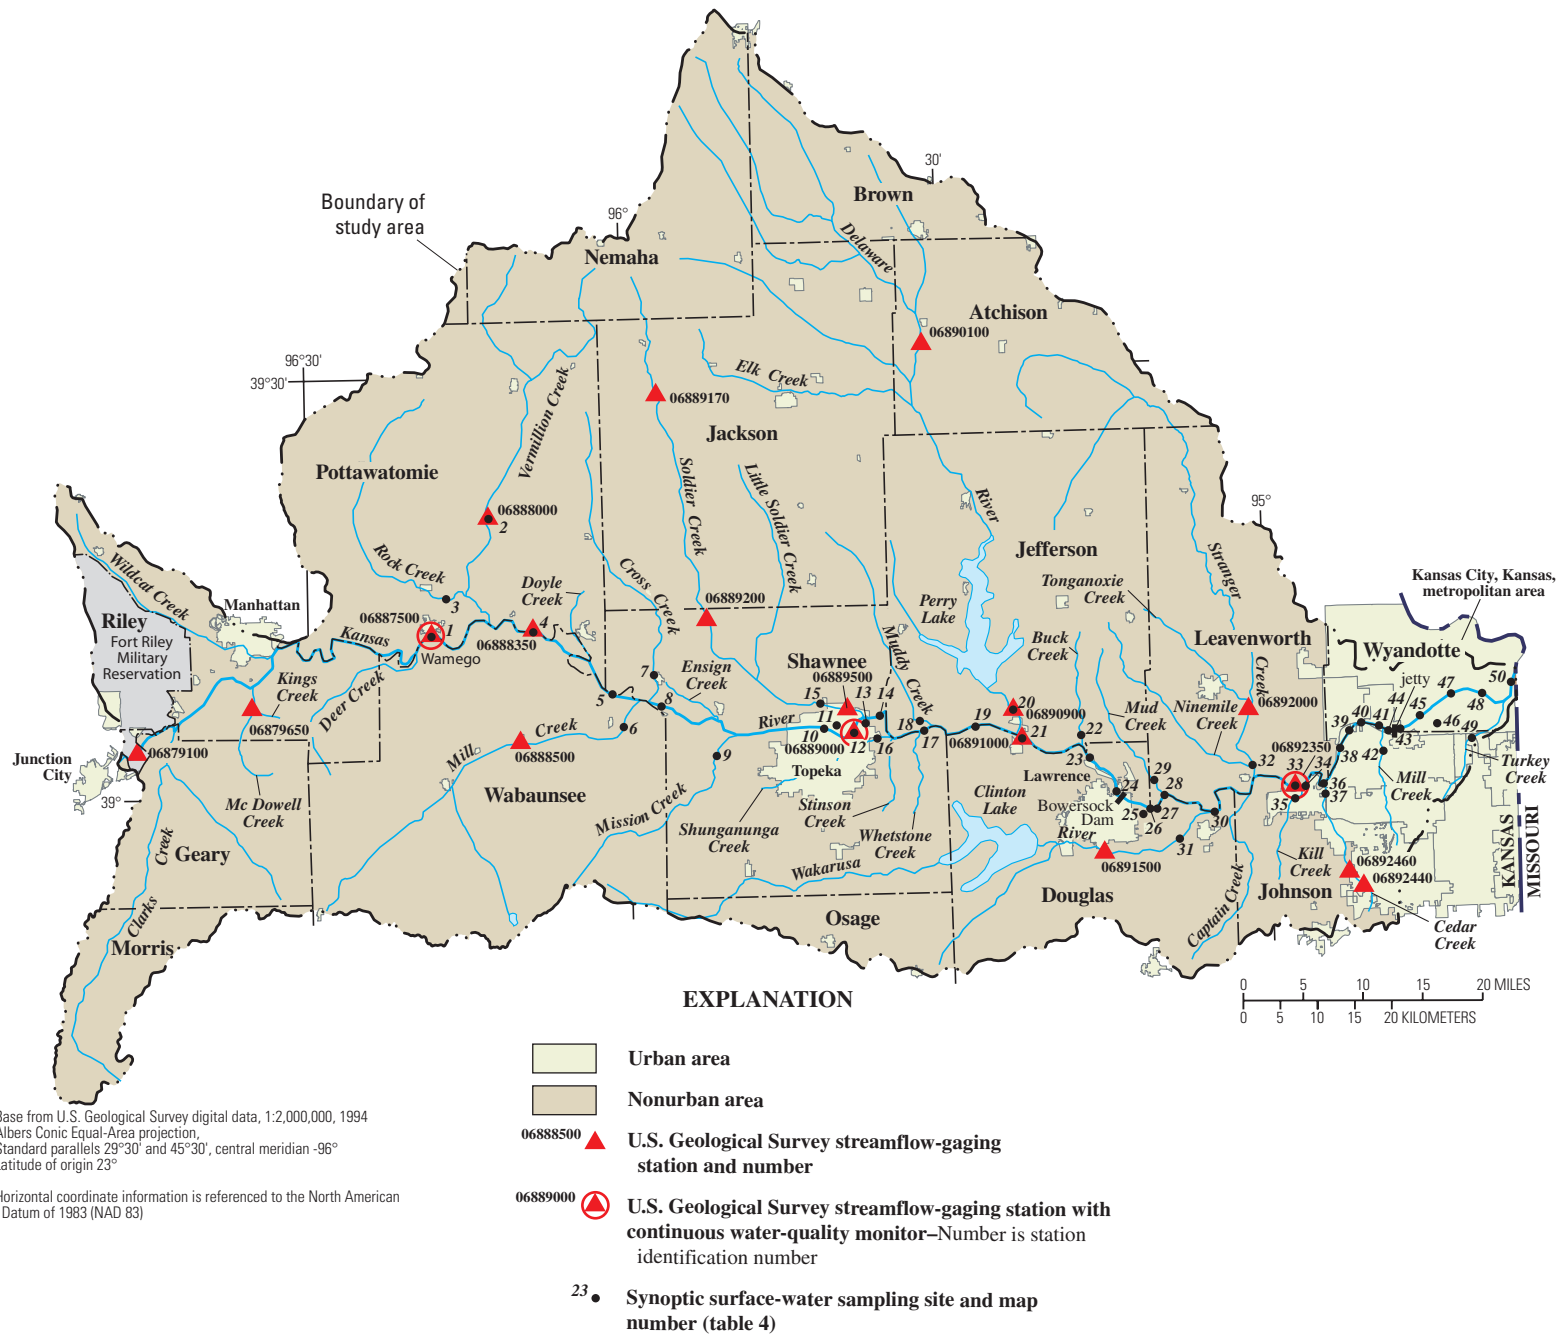 30'
Brown
Boundary of
study area
96°
Nemaha
Delaware
Atchison
06890100
96°30'
39°30'
Elk Creek
06889170
Jackson
Vermillion Creek
Pottawatomie
Soldier Creek
Little Soldier Creek
River
95°
06888000
2
Jefferson
Stranger
Wildcat Creek
Rock Creek
Doyle
Creek
Cross Creek
Tonganoxie
Creek
Kansas City, Kansas,
metropolitan area
Manhattan
3
06889200
Perry
Lake
Riley
Fort Riley
Military
Reservation
06887500
1
Kansas
Wamego
4
06888350
Muddy Creek
Buck
Creek
Leavenworth
Creek
Wyandotte
jetty
Kings
Creek
Deer Creek
7
Ensign
Creek
Shawnee
06889500
15
13
14
06879650
5
8
River
11
10
06889000
12
16
18
17
19
20
06890900
06891000
21
22
Mud
Creek
Ninemile
Creek
06892000
50
47
48
44
45
46
49
39
40
41
43
38
42
06879100
Junction
City
39°
Mill
Creek
6
06888500
9
Topeka
23
29
28
32
06892350
33
34
36
37
35
Turkey
Creek
Mill
Creek
Lawrence
24
Bowersock
Dam
25
26
27
30
Clinton
Lake
Mc Dowell
Creek
Wabaunsee
Mission Creek
Shunganunga
Creek
Stinson
Creek
Whetstone
Creek
River
31
Creek
Geary
Wakarusa
06891500
Kill
Creek
06892460
06892440
KANSAS
MISSOURI
Johnson
Douglas
Clarks
Morris
Osage
Captain Creek
Cedar
Creek
0 5 10 15 20 MILES
0 5 10 15 20 KILOMETERS
EXPLANATION
Urban area
Nonurban area
06888500 U.S. Geological Survey streamflow-gaging
station and number
06889000 U.S. Geological Survey streamflow-gaging station with
continuous water-quality monitor–Number is station
identification number
23 Synoptic surface-water sampling site and map
number (table 4)
Base from U.S. Geological Survey digital data, 1:2,000,000, 1994
Albers Conic Equal-Area projection,
Standard parallels 29°30' and 45°30', central meridian -96°
Latitude of origin 23°
Horizontal coordinate information is referenced to the North American
Datum of 1983 (NAD 83)